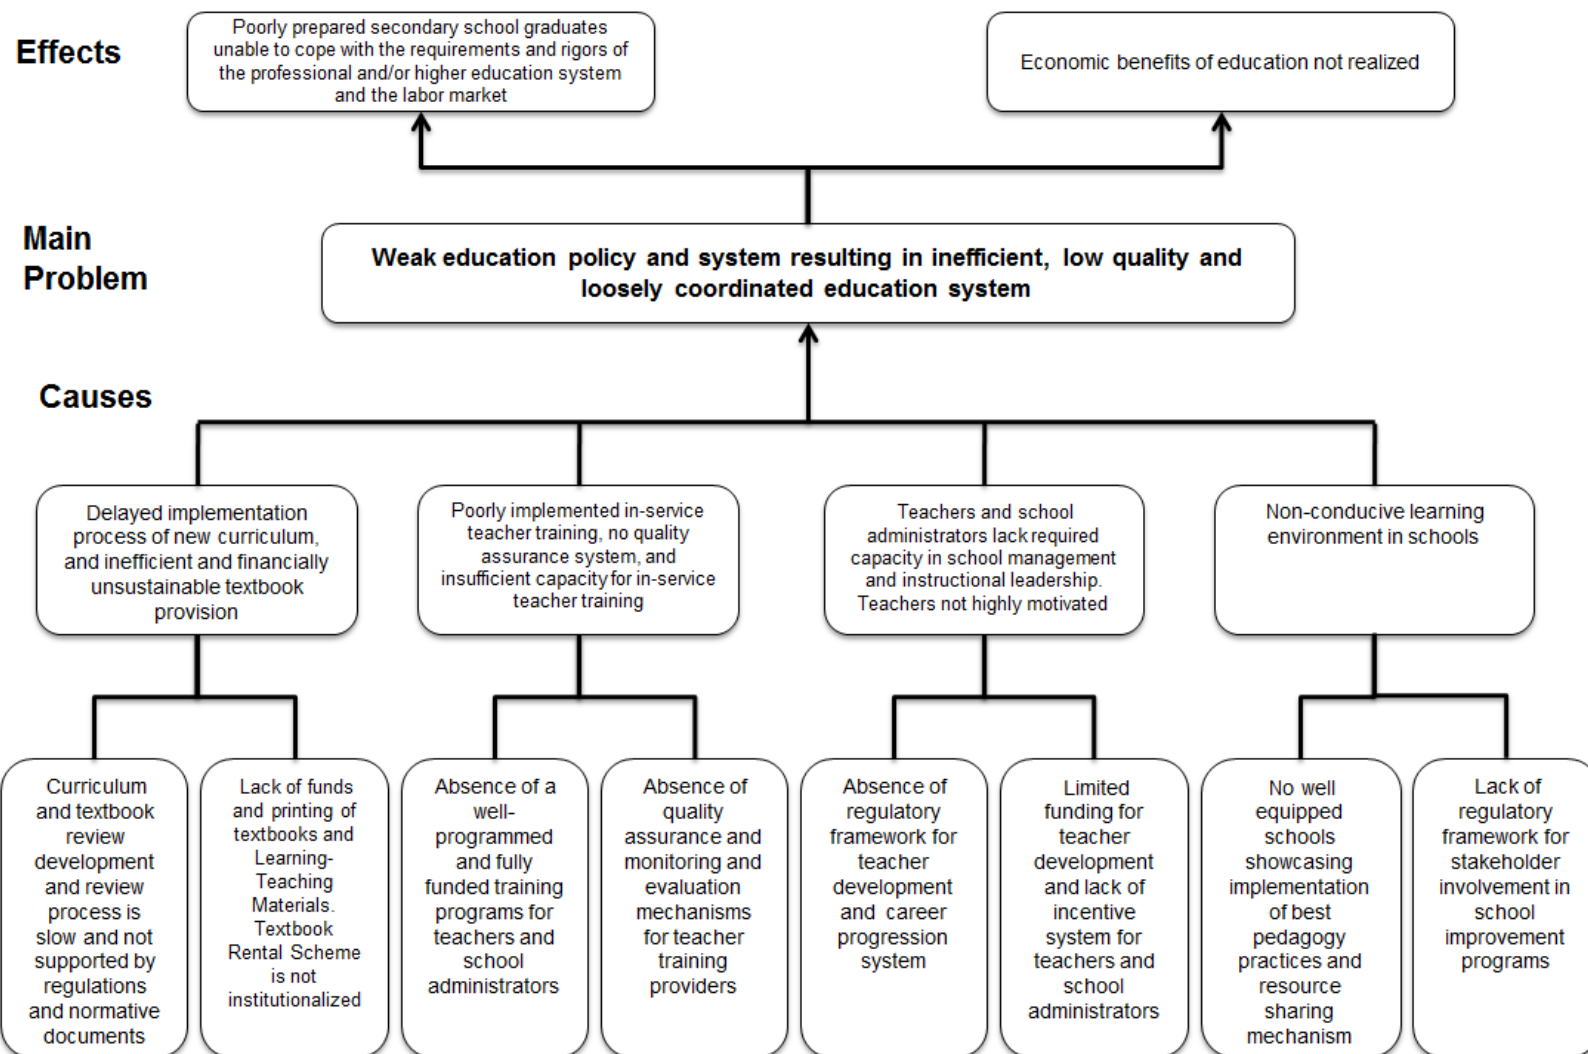 Effects
Poorly prepared secondary school graduates
unable to cope with the requirements and rigors of
the professional and/or higher education system
and the labor market
Economic benefits of education not realized
Main
Problem
Weak education policy and system resulting in inefficient, low quality and
loosely coordinated education system
Causes
Delayed implementation
process of new curriculum,
and inefficient and financially
unsustainable textbook
provision
Poorly implemented in-service
teacher training, no quality
assurance system, and
insufficient capacity for in-service
teacher training
Teachers and school
administrators lack required
capacity in school management
and instructional leadership.
Teachers not highly motivated
Non-conducive learning
environment in schools
Curriculum
and textbook
review
development
and review
process is
slow and not
supported by
regulations
and normative
documents
Lack of funds
and printing of
textbooks and
Learning-
Teaching
Materials.
Textbook
Rental Scheme
is not
institutionalized
Absence of a
well-
programmed
and fully
funded training
programs for
teachers and
school
administrators
Absence of
quality
assurance and
monitoring and
evaluation
mechanisms
for teacher
training
providers
Absence of
regulatory
framework for
teacher
development
and career
progression
system
Limited
funding for
teacher
development
and lack of
incentive
system for
teachers and
school
administrators
No well
equipped
schools
showcasing
implementation
of best
pedagogy
practices and
resource
sharing
mechanism
Lack of
regulatory
framework for
stakeholder
involvement in
school
improvement
programs